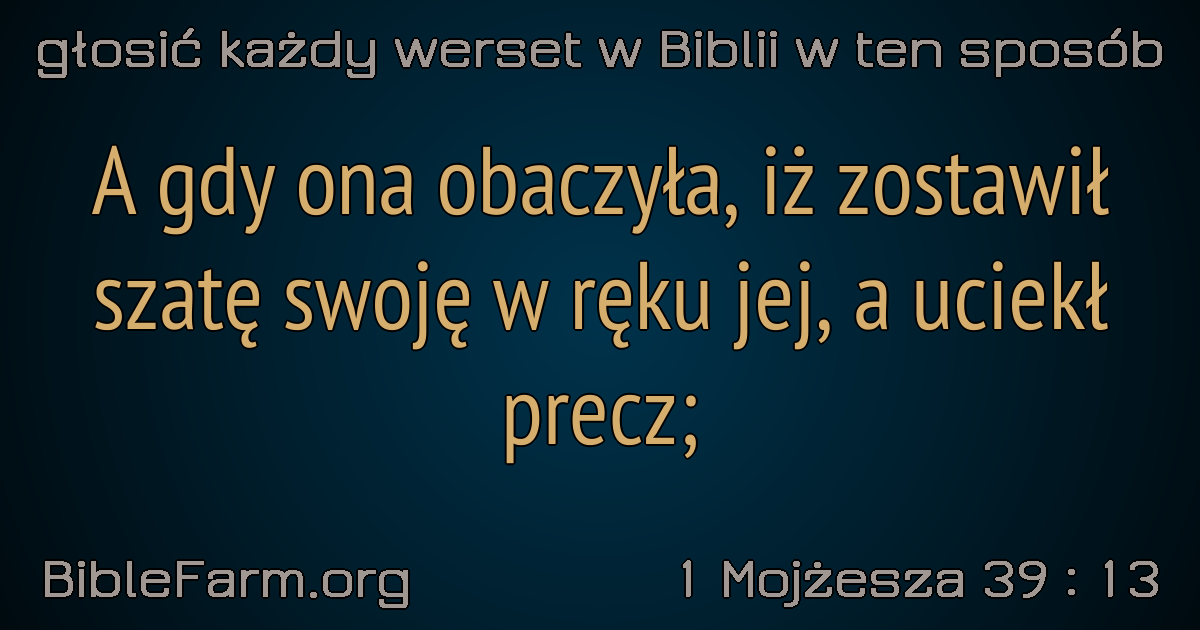 głosić każdy werset w Biblii w ten sposób
A gdy ona obaczyła, iż zostawił
szatę swoję w ręku jej, a uciekł
precz;
BibleFarm.org
1 Mojżesza 39 : 13